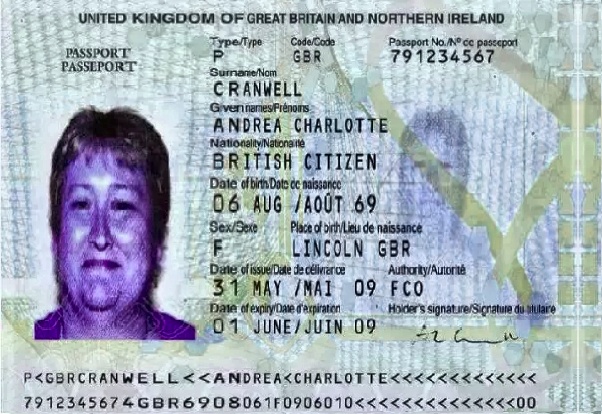 UNITED KINGDOM OF GREAT BRITAIN AND NORTHERN IRELAND
PASSPORT
PASSEPORT
Type/Type Code/Code Passport No./Nº de passeport
P GBR 791234567
Surname/Nom
CRANWELL
Given names/Prénoms
ANDREA CHARLOTTE
Nationality/Nationalité
BRITISH CITIZEN
Date of birth/Date de naissance
06 AUG /AOÛT 69
Sex/Sexe Place of birth/Lieu de naissance
F LINCOLN GBR
Date of issue/Date de délivrance Authority/Autorité
31 MAY /MAI 09 FCO
Date of expiry/Date d'expiration Holder's signature/Signature du titulaire
01 JUNE/JUIN 09
P<GBRCRANWELL<<ANDREA<CHARLOTTE<<<<<<<<<<<<<
7912345674GBR6908061F0906010<<<<<<<<<<<<<<00